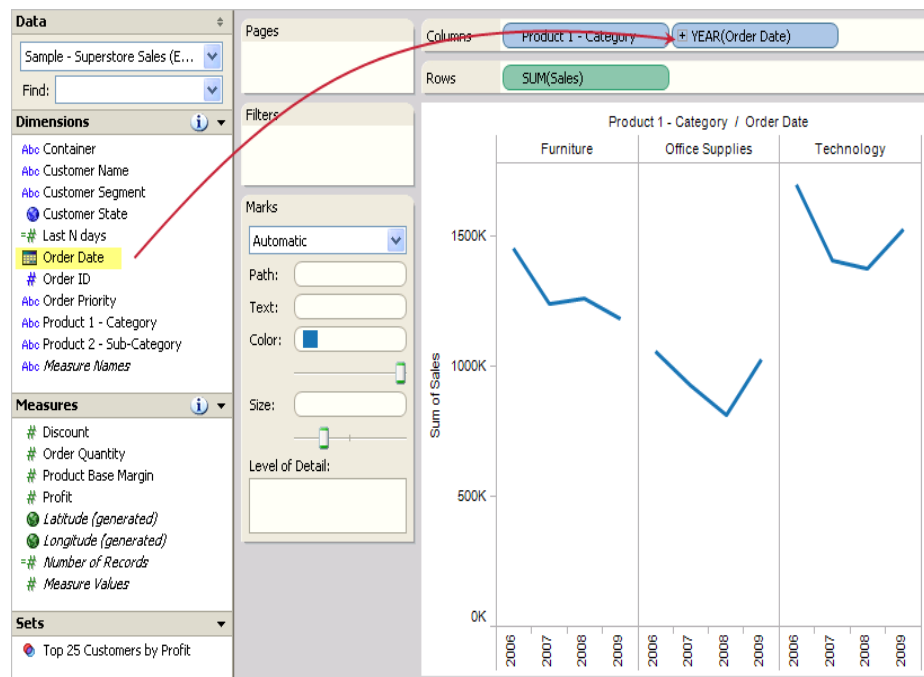 Data
Sample - Superstore Sales (E...
Find:
Dimensions
Abc Container
Abc Customer Name
Abc Customer Segment
Customer State
=# Last N days
Order Date
# Order ID
Abc Order Priority
Abc Product 1 - Category
Abc Product 2 - Sub-Category
Abc Measure Names
Measures
# Discount
# Order Quantity
# Product Base Margin
# Profit
Latitude (generated)
Longitude (generated)
=# Number of Records
# Measure Values
Sets
Top 25 Customers by Profit
Pages
Filters
Marks
Automatic
Path:
Text:
Color:
Size:
Level of Detail:
Columns Product 1 - Category + YEAR(Order Date)
Rows SUM(Sales)
Product 1 - Category / Order Date
Furniture Office Supplies Technology
Sum of Sales
1500K
1000K
500K
0K
2006 2007 2008 2009 2006 2007 2008 2009 2006 2007 2008 2009